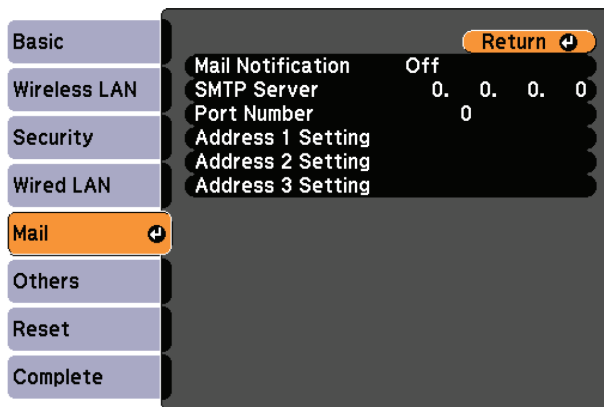 Basic
Wireless LAN
Security
Wired LAN
Mail
Others
Reset
Complete
Return
Mail Notification Off
SMTP Server 0. 0. 0. 0
Port Number 0
Address 1 Setting
Address 2 Setting
Address 3 Setting